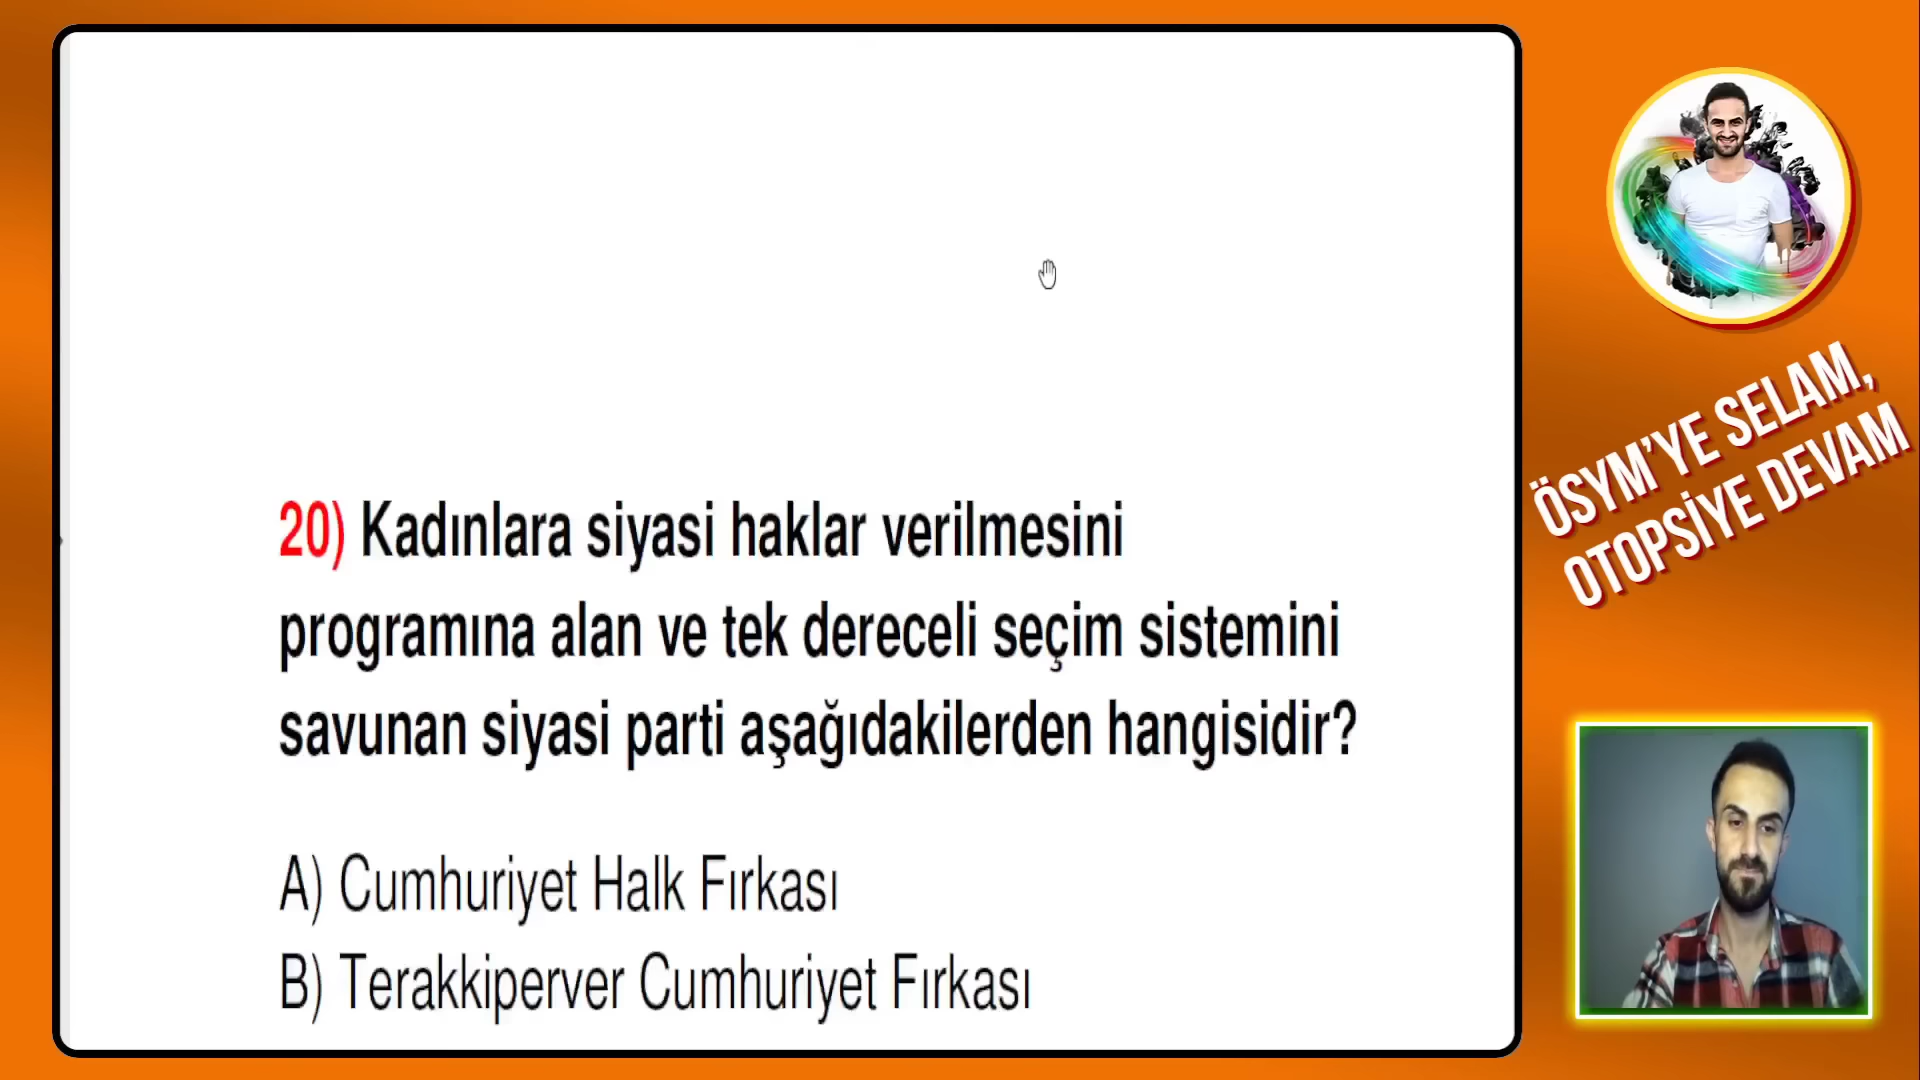 20) Kadınlara siyasi haklar verilmesini
programına alan ve tek dereceli seçim sistemini
savunan siyasi parti aşağıdakilerden hangisidir?
A) Cumhuriyet Halk Fırkası
B) Terakkiperver Cumhuriyet Fırkası
ÖSYM'YE SELAM,
OTOPSİYE DEVAM